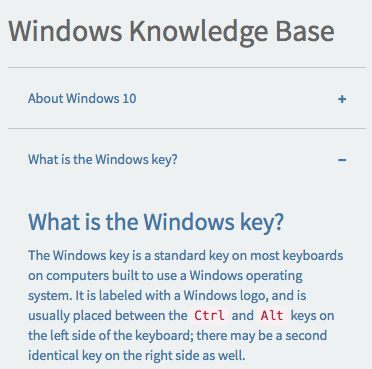 Windows Knowledge Base
About Windows 10 +
What is the Windows key? –
What is the Windows key?
The Windows key is a standard key on most keyboards
on computers built to use a Windows operating
system. It is labeled with a Windows logo, and is
usually placed between the Ctrl and Alt keys on
the left side of the keyboard; there may be a second
identical key on the right side as well.